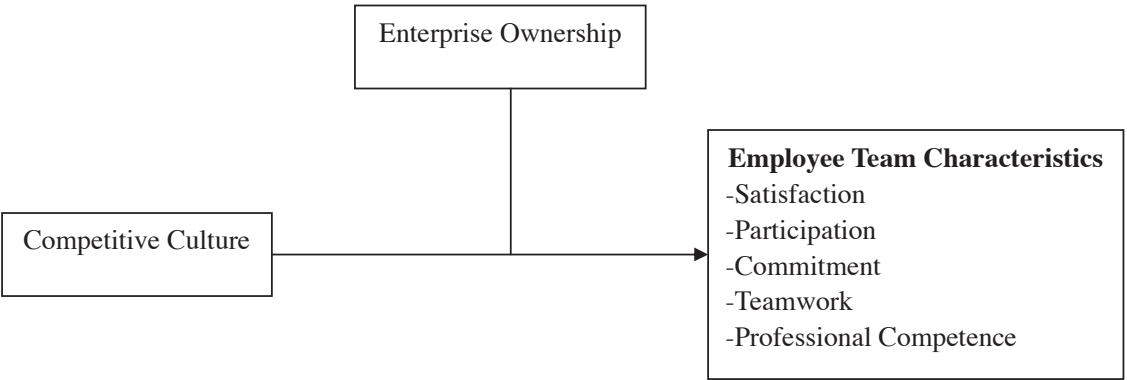 Enterprise Ownership
Competitive Culture
Employee Team Characteristics
-Satisfaction
-Participation
-Commitment
-Teamwork
-Professional Competence